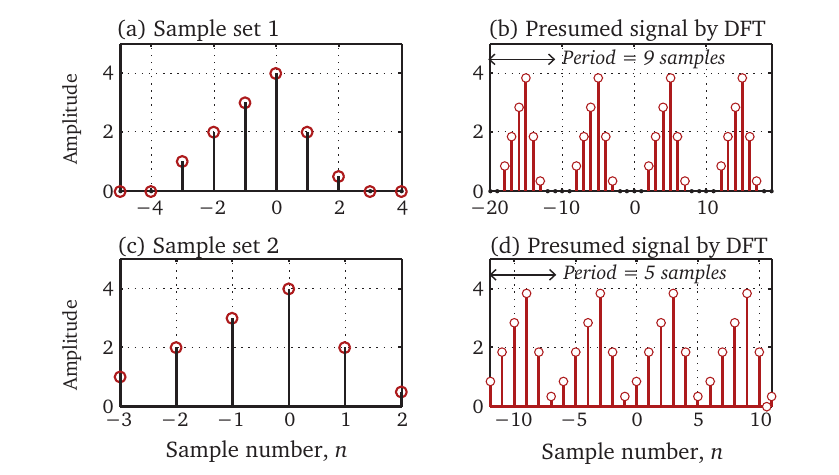 (a) Sample set 1
(b) Presumed signal by DFT
Period = 9 samples
Amplitude
4
2
0
−4 −2 0 2 4
4
2
0
−20 −10 0 10
(c) Sample set 2
(d) Presumed signal by DFT
Period = 5 samples
Amplitude
4
2
0
−3 −2 −1 0 1 2
4
2
0
−10 −5 0 5 10
Sample number, n
Sample number, n